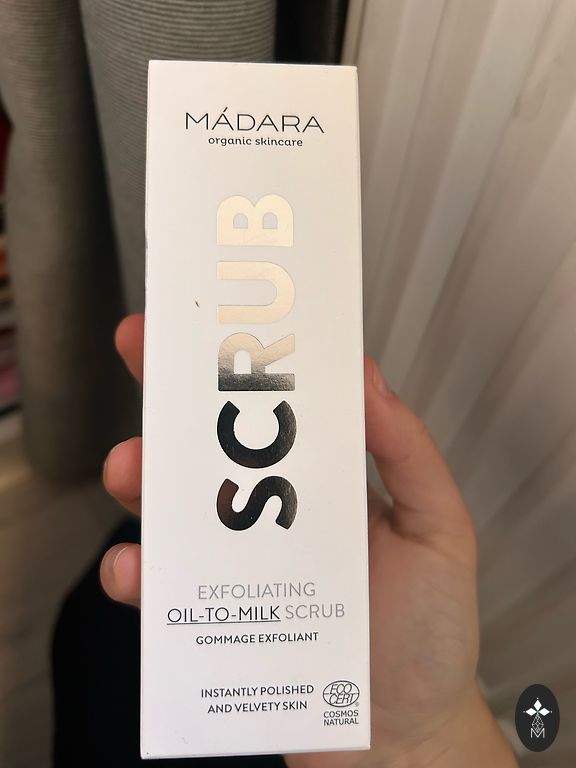 MÁDARA
organic skincare
SCRUB
EXFOLIATING
OIL-TO-MILK SCRUB
GOMMAGE EXFOLIANT
INSTANTLY POLISHED
AND VELVETY SKIN
ECO
CERT
COSMOS
NATURAL
M